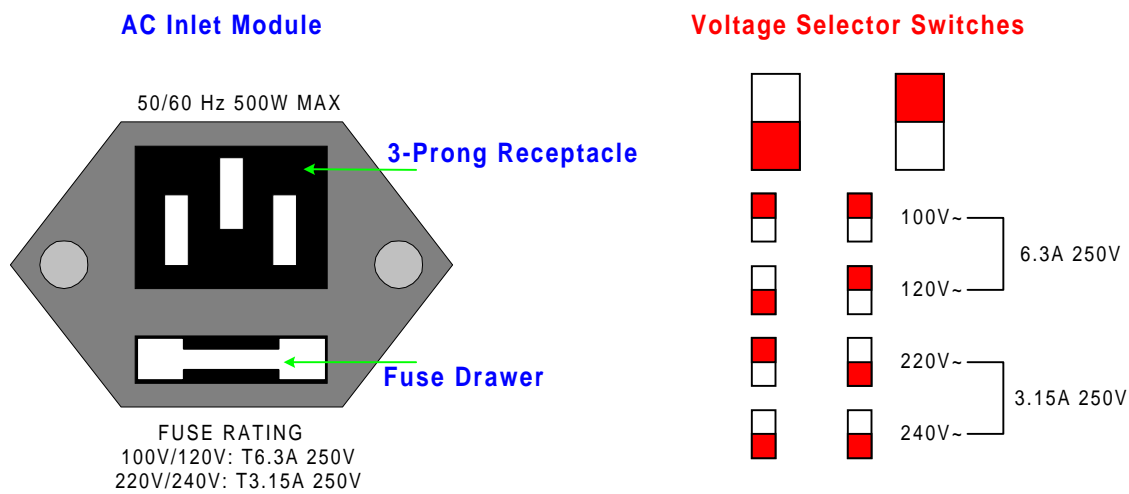 AC Inlet Module
50/60 Hz 500W MAX
3-Prong Receptacle
Fuse Drawer
FUSE RATING
100V/120V: T6.3A 250V
220V/240V: T3.15A 250V
Voltage Selector Switches
100V~
6.3A 250V
120V~
220V~
3.15A 250V
240V~